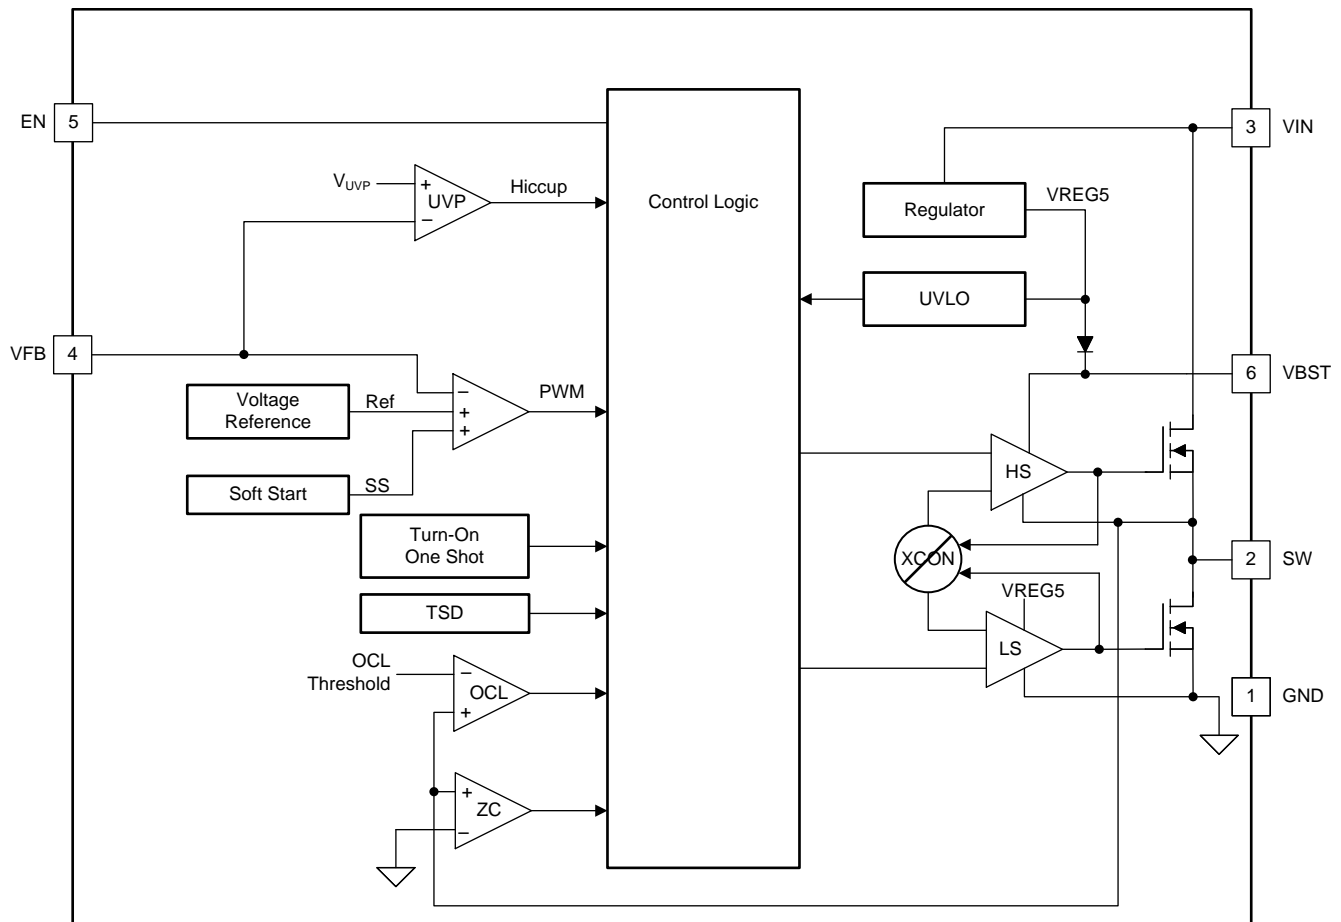 EN
5
3
VIN
VUVP
+
UVP
−
Hiccup
Control Logic
Regulator
VREG5
UVLO
VFB
4
6
VBST
Voltage
Reference
Ref
−
+
+
PWM
Soft Start
SS
HS
Turn-On
One Shot
XCON
2
SW
TSD
VREG5
LS
OCL
Threshold
−
OCL
+
1
GND
+
ZC
−